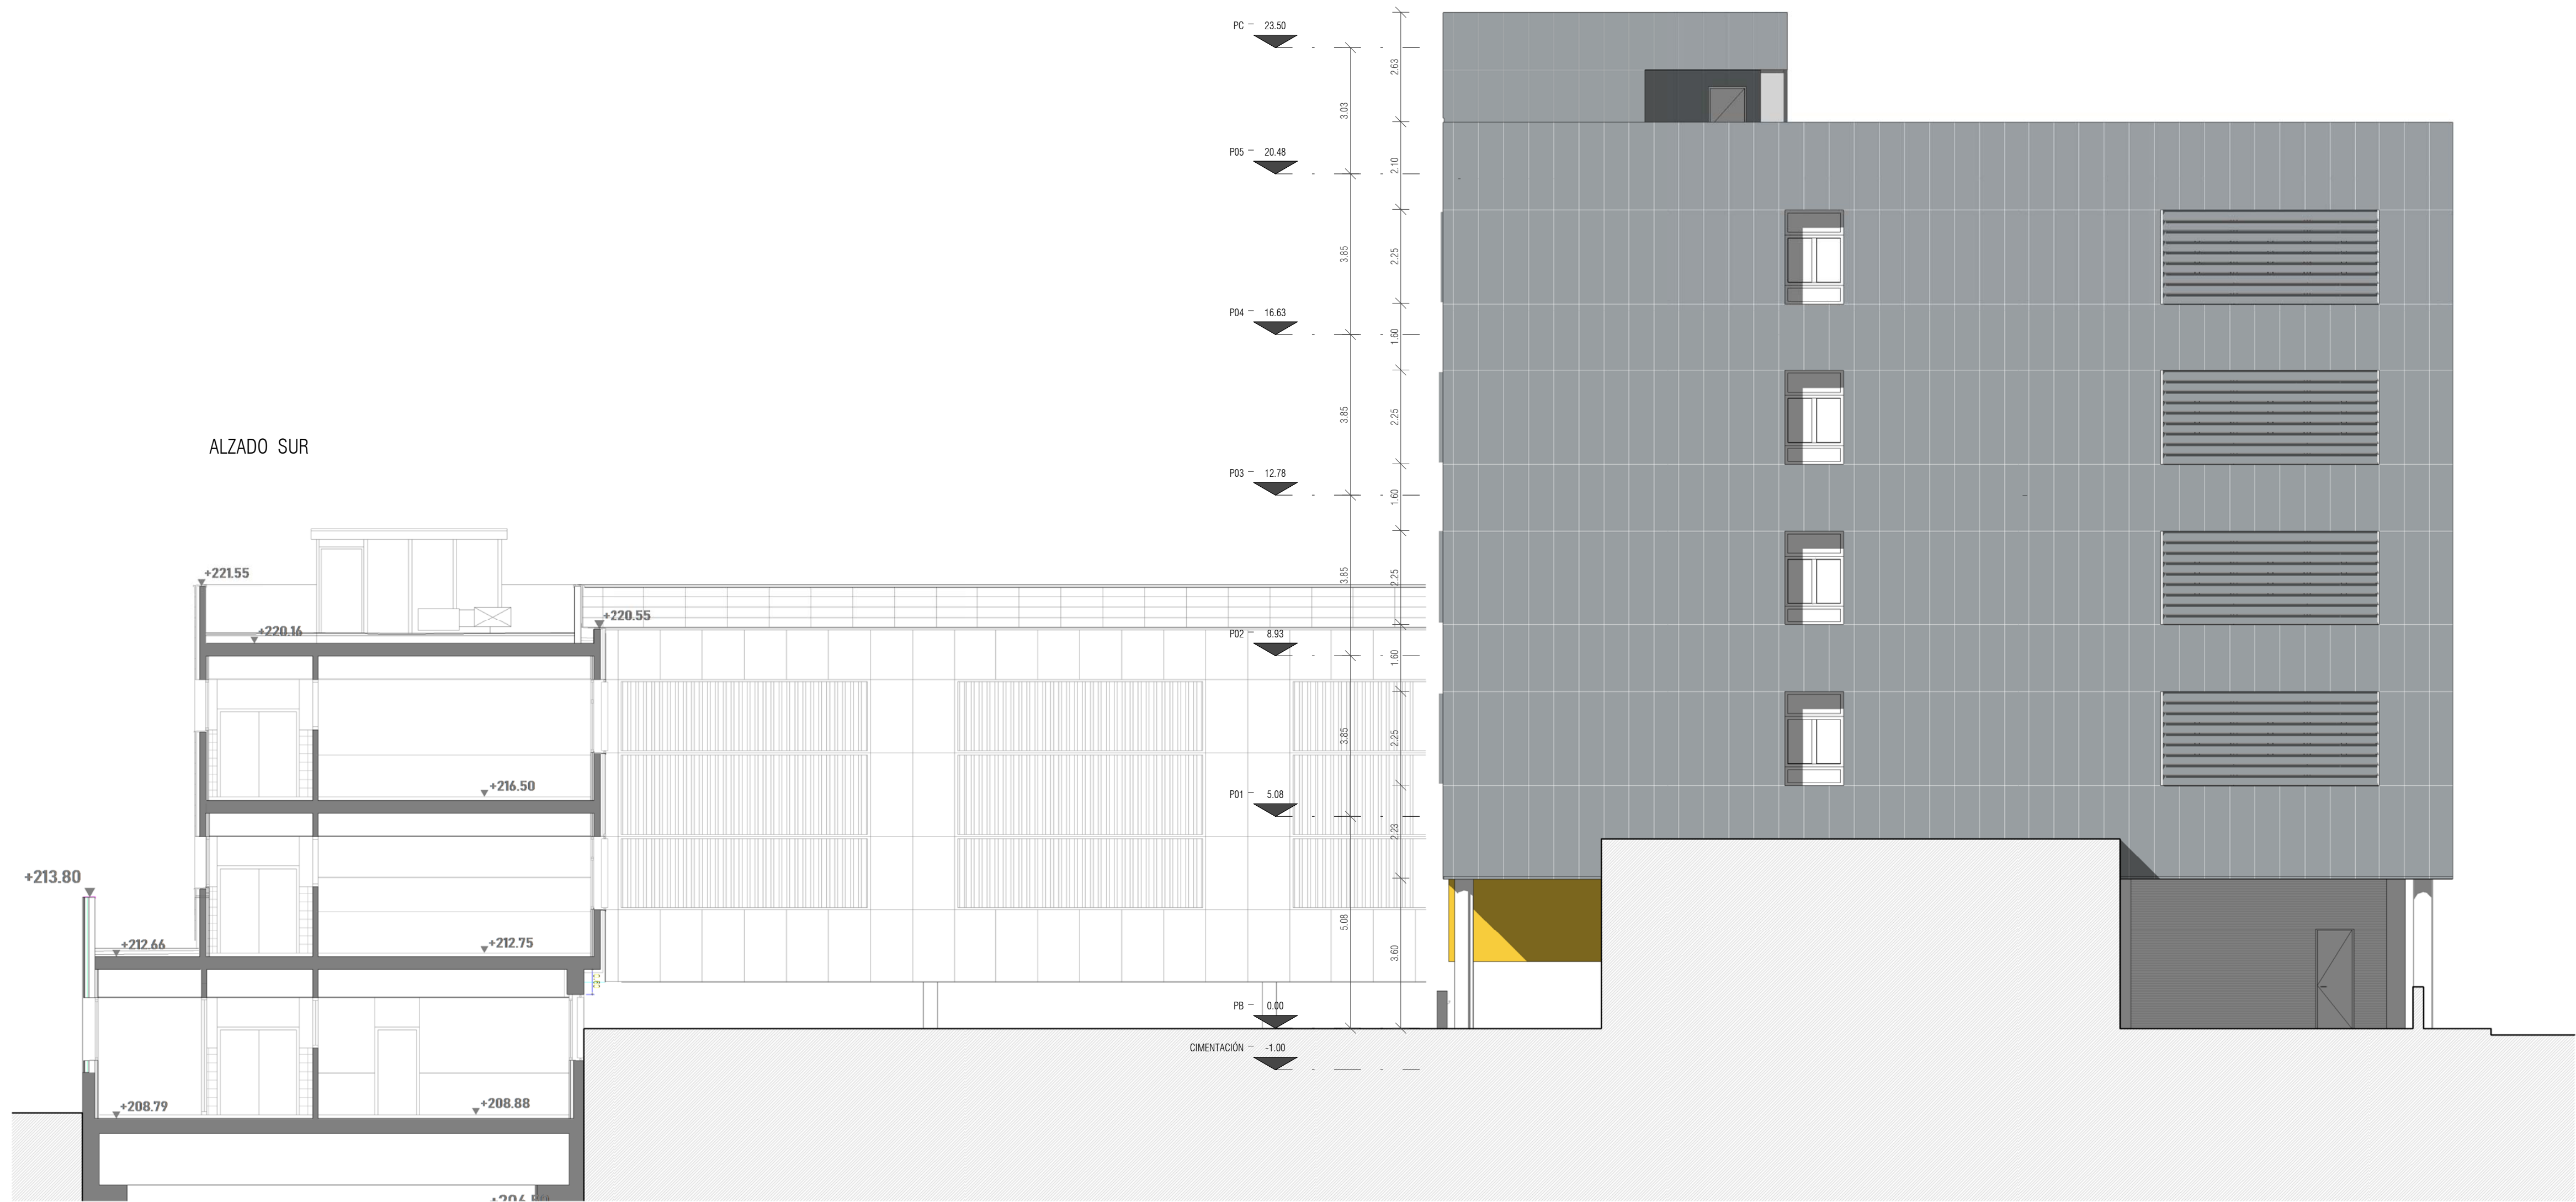 PC – 23.50
2.63
3.03
P05 – 20.48
2.10
3.85
2.25
P04 – 16.63
1.60
3.85
2.25
ALZADO SUR
P03 – 12.78
1.60
3.85
2.25
+221.55
+220.55
+220.16
P02 – 8.93
1.60
3.85
2.25
+216.50
P01 – 5.08
2.23
+213.80
5.08
3.60
+212.66
+212.75
PB – 0.00
CIMENTACIÓN – -1.00
+208.79
+208.88